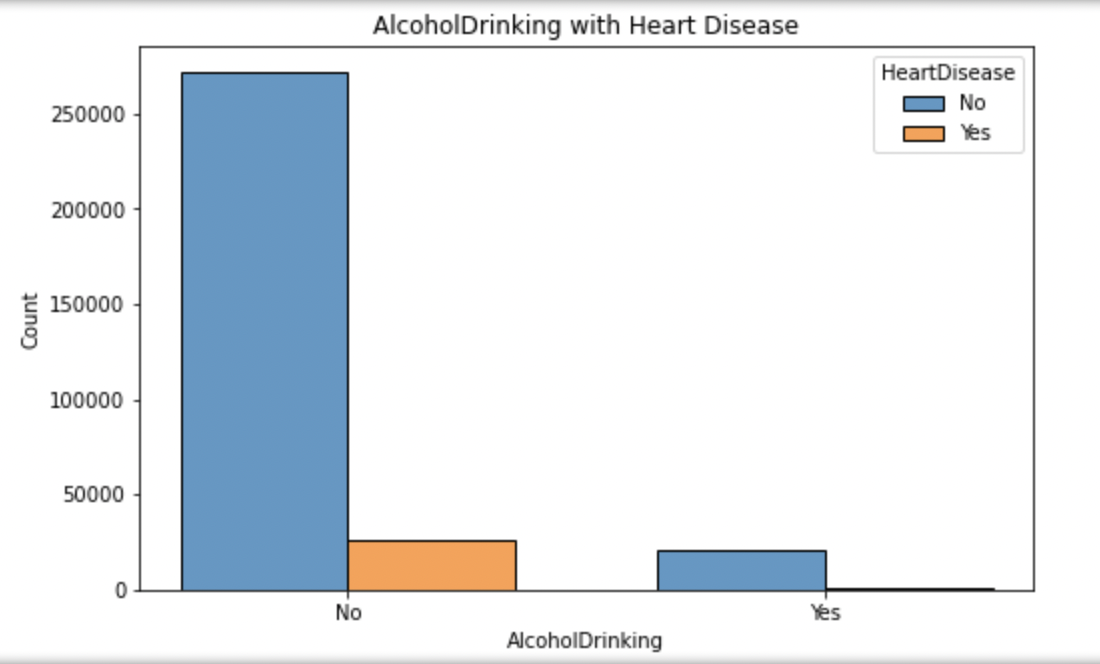 AlcoholDrinking with Heart Disease
HeartDisease
No
Yes
250000
200000
150000
100000
50000
0
Count
No
Yes
AlcoholDrinking